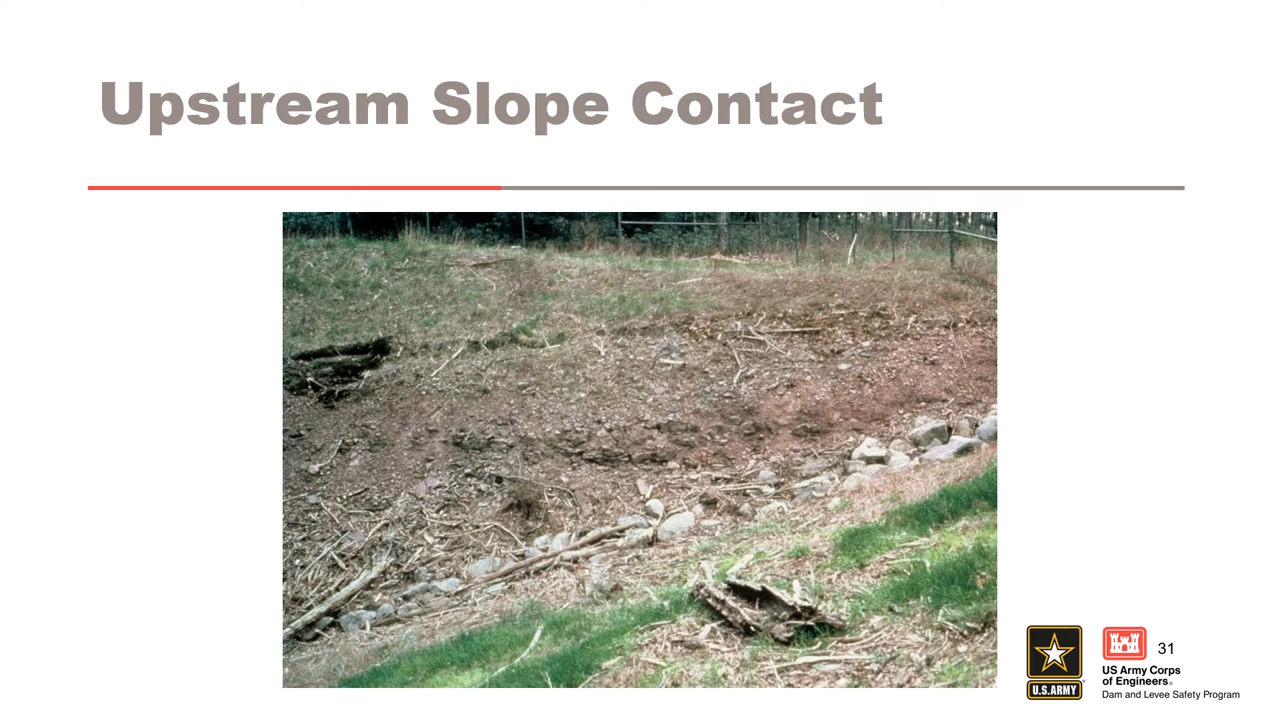 Upstream Slope Contact
31
U.S.ARMY
US Army Corps
of Engineers®
Dam and Levee Safety Program